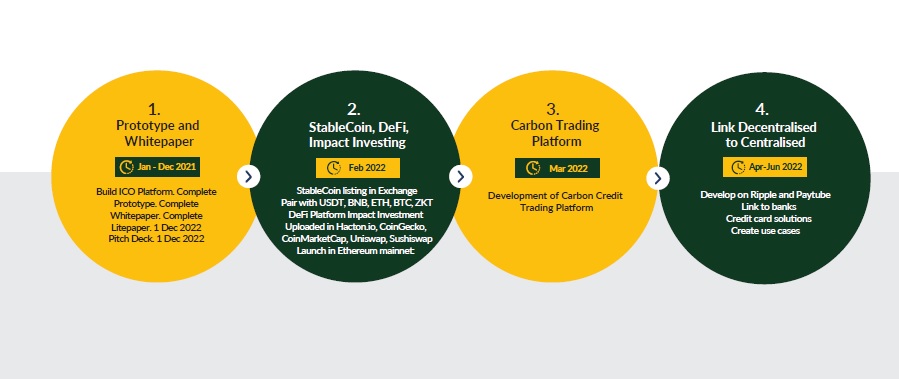 1.
Prototype and
Whitepaper
Jan - Dec 2021
Build ICO Platform. Complete
Prototype. Complete
Whitepaper. Complete
Litepaper. 1 Dec 2022
Pitch Deck. 1 Dec 2022
2.
StableCoin, DeFi,
Impact Investing
Feb 2022
StableCoin listing in Exchange
Pair with USDT, BNB, ETH, BTC, ZKT
DeFi Platform Impact Investment
Uploaded in Hacton.io, CoinGecko,
CoinMarketCap, Uniswap, Sushiswap
Launch in Ethereum mainnet:
3.
Carbon Trading
Platform
Mar 2022
Development of Carbon Credit
Trading Platform
4.
Link Decentralised
to Centralised
Apr-Jun 2022
Develop on Ripple and Paytube
Link to banks
Credit card solutions
Create use cases